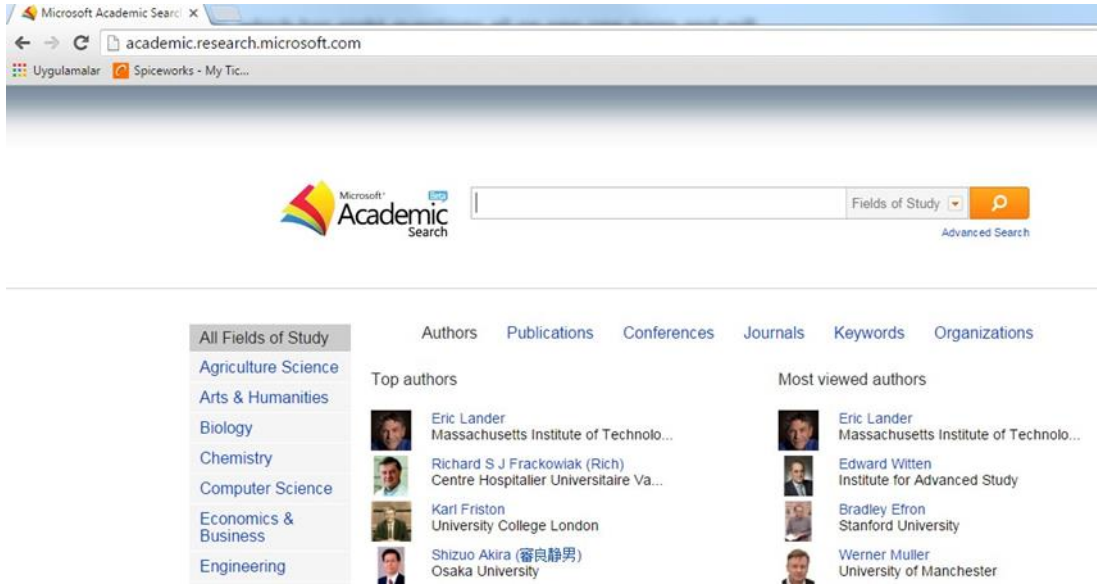 Microsoft Academic Searc
academic.research.microsoft.com
Uygulamalar Spiceworks - My Tic...
Microsoft Academic Search Beta
Fields of Study
Advanced Search
All Fields of Study
Agriculture Science
Arts & Humanities
Biology
Chemistry
Computer Science
Economics &
Business
Engineering
Authors Publications Conferences Journals Keywords Organizations
Top authors
Eric Lander
Massachusetts Institute of Technolo...
Richard S J Frackowiak (Rich)
Centre Hospitalier Universitaire Va...
Karl Friston
University College London
Shizuo Akira (審良静男)
Osaka University
Most viewed authors
Eric Lander
Massachusetts Institute of Technolo...
Edward Witten
Institute for Advanced Study
Bradley Efron
Stanford University
Werner Muller
University of Manchester